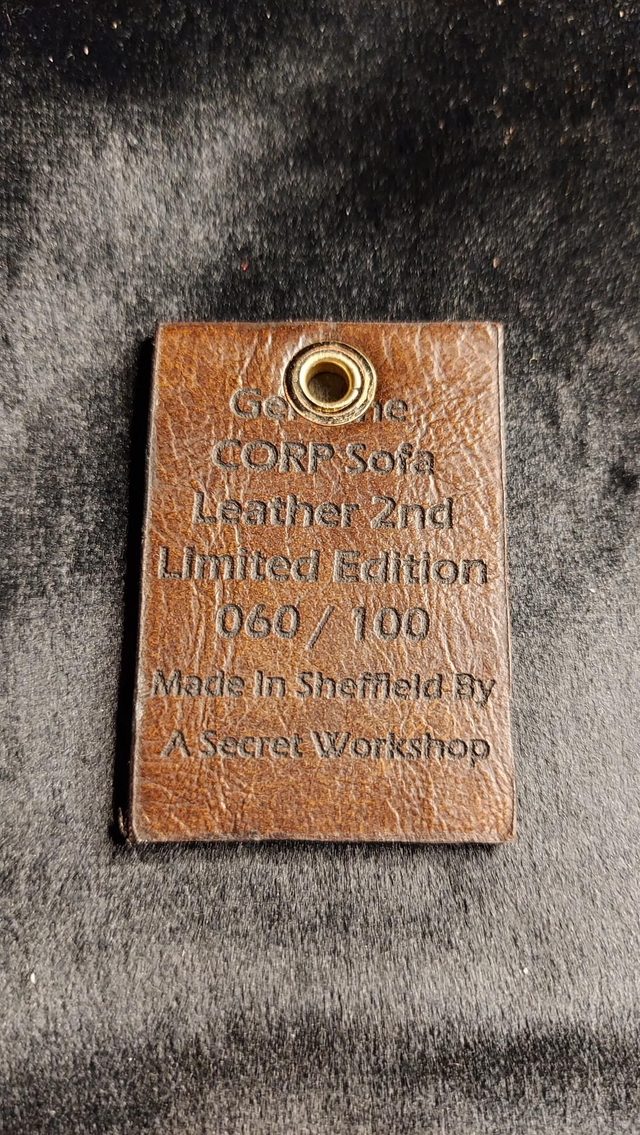 CORP Sofa
Leather 2nd
Limited Edition
060 / 100
Made In Sheffield By
A Secret Workshop